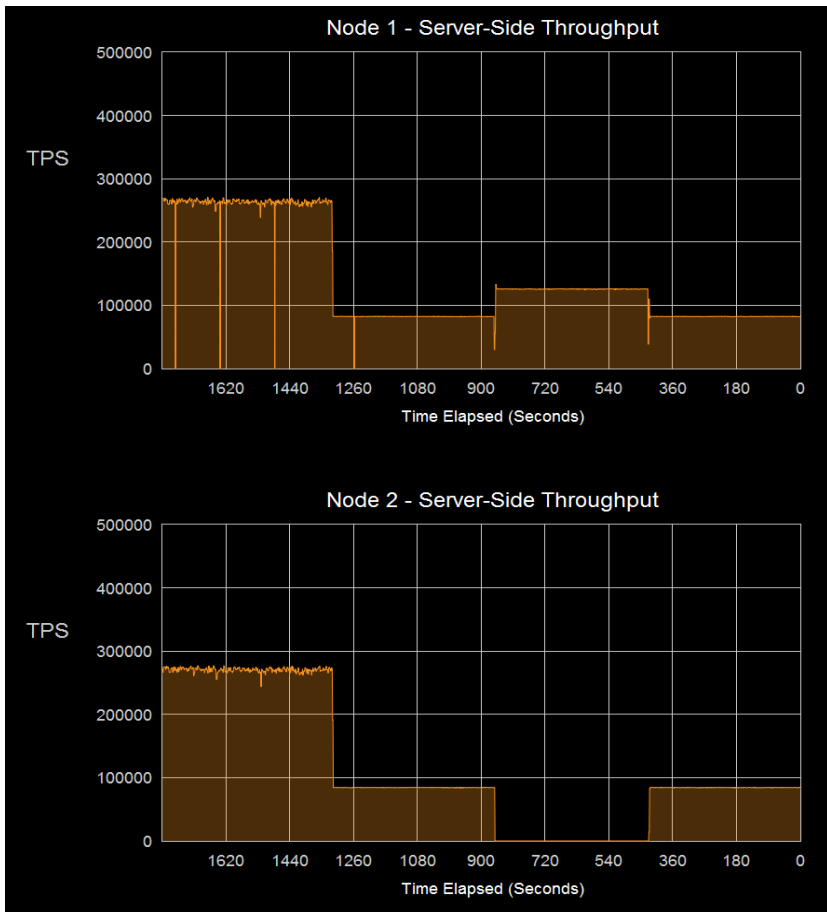 Node 1 - Server-Side Throughput
500000
400000
TPS
300000
200000
100000
0
1620 1440 1260 1080 900 720 540 360 180 0
Time Elapsed (Seconds)
Node 2 - Server-Side Throughput
500000
400000
TPS
300000
200000
100000
0
1620 1440 1260 1080 900 720 540 360 180 0
Time Elapsed (Seconds)